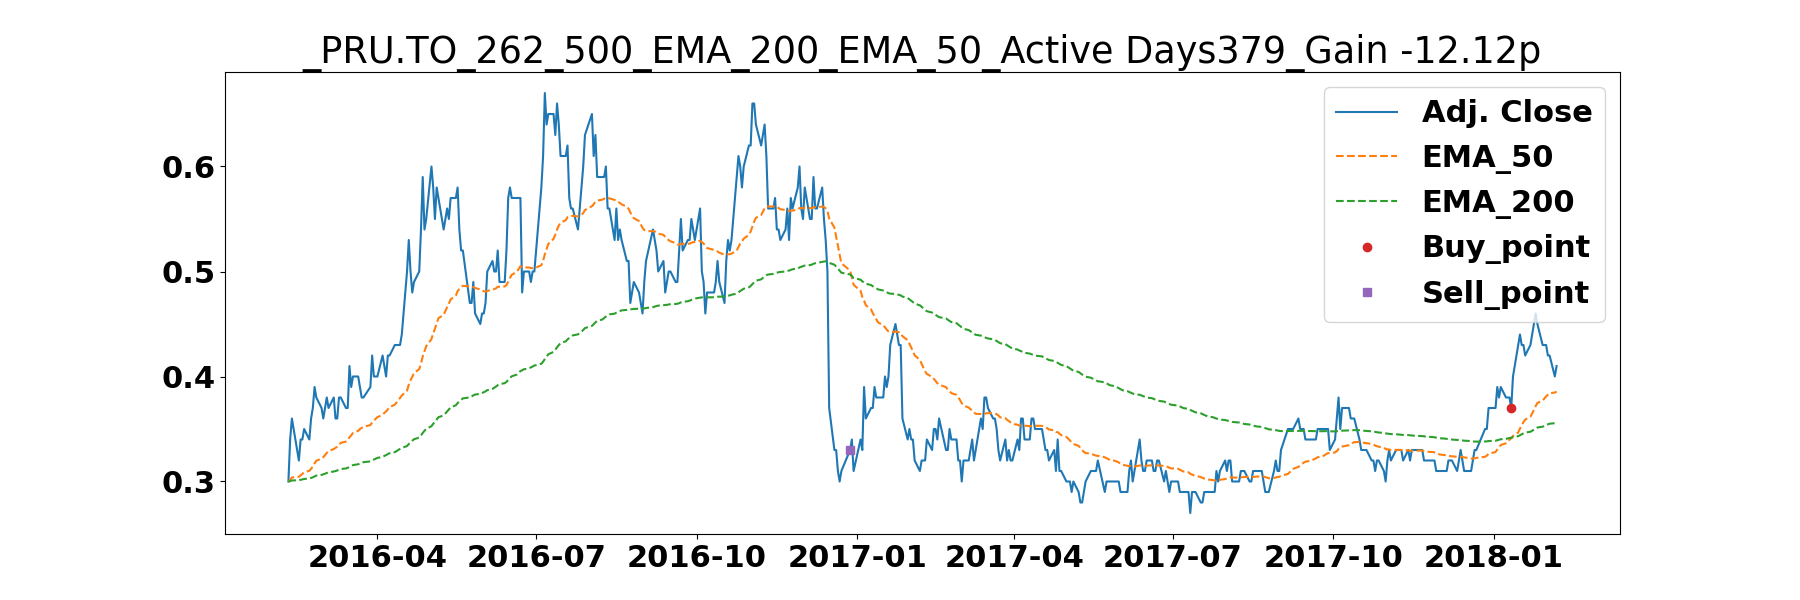 _PRU.TO_262_500_EMA_200_EMA_50_Active Days379_Gain -12.12p
Adj. Close
EMA_50
EMA_200
Buy_point
Sell_point
0.6
0.5
0.4
0.3
2016-04 2016-07 2016-10 2017-01 2017-04 2017-07 2017-10 2018-01